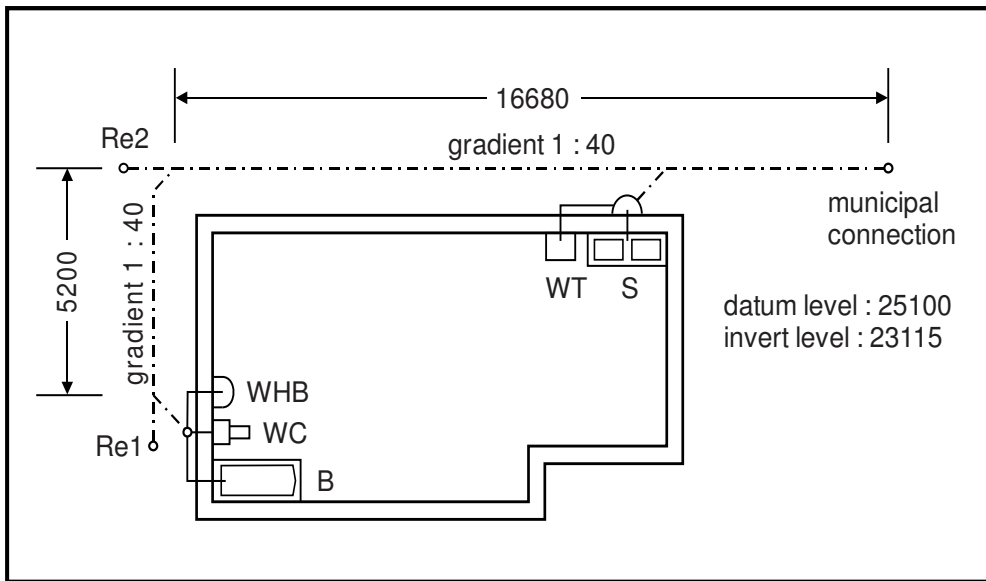 16680
Re2
gradient 1 : 40
gradient 1 : 40
5200
municipal
connection
WT
S
datum level : 25100
invert level : 23115
WHB
WC
Re1
B